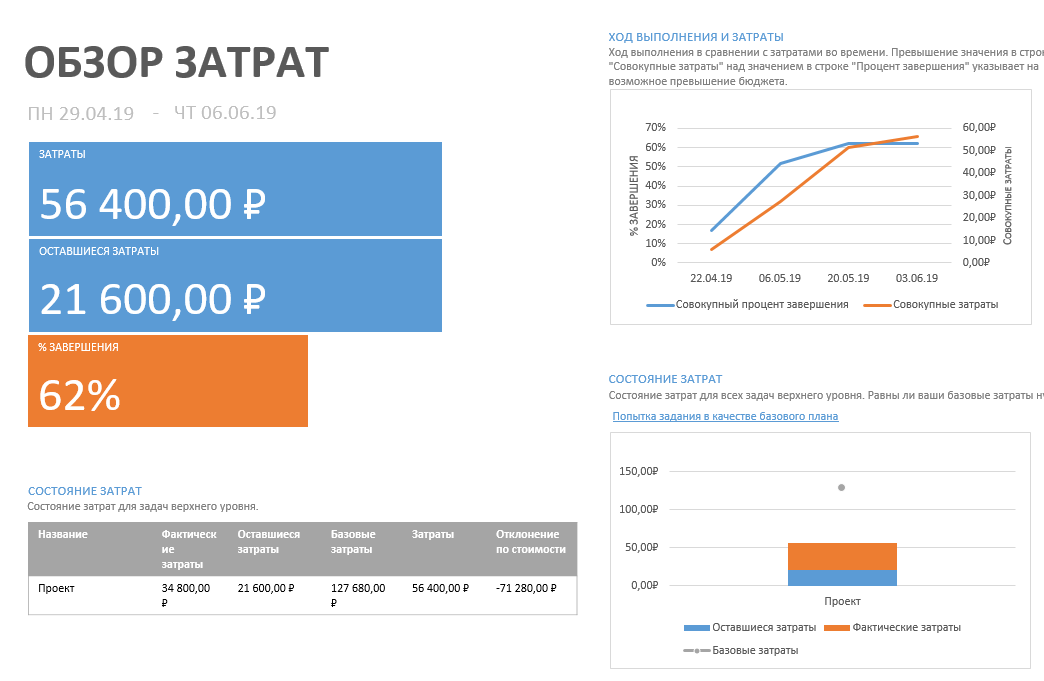 ОБЗОР ЗАТРАТ
ПН 29.04.19 - ЧТ 06.06.19
ЗАТРАТЫ
56 400,00 ₽
ОСТАВШИЕСЯ ЗАТРАТЫ
21 600,00 ₽
% ЗАВЕРШЕНИЯ
62%
СОСТОЯНИЕ ЗАТРАТ
Состояние затрат для задач верхнего уровня.
Название Фактическ Оставшиеся Базовые Затраты Отклонение
ие затраты затраты по стоимости
затраты
Проект 34 800,00 21 600,00 ₽ 127 680,00 56 400,00 ₽ -71 280,00 ₽
₽ ₽
ХОД ВЫПОЛНЕНИЯ И ЗАТРАТЫ
Ход выполнения в сравнении с затратами во времени. Превышение значения в
"Совокупные затраты" над значением в строке "Процент завершения" указывает на
возможное превышение бюджета.
70% 60,00₽
60% 50,00₽
50% 40,00₽
40% 30,00₽
30% 20,00₽
20% 10,00₽
10% 0,00₽
0%
% ЗАВЕРШЕНИЯ
Совокупные затраты
22.04.19 06.05.19 20.05.19 03.06.19
Совокупный процент завершения Совокупные затраты
СОСТОЯНИЕ ЗАТРАТ
Состояние затрат для всех задач верхнего уровня. Равны ли ваши базовые затраты
Попытка задания в качестве базового плана
150,00₽
100,00₽
50,00₽
0,00₽
Проект
Оставшиеся затраты Фактические затраты
Базовые затраты